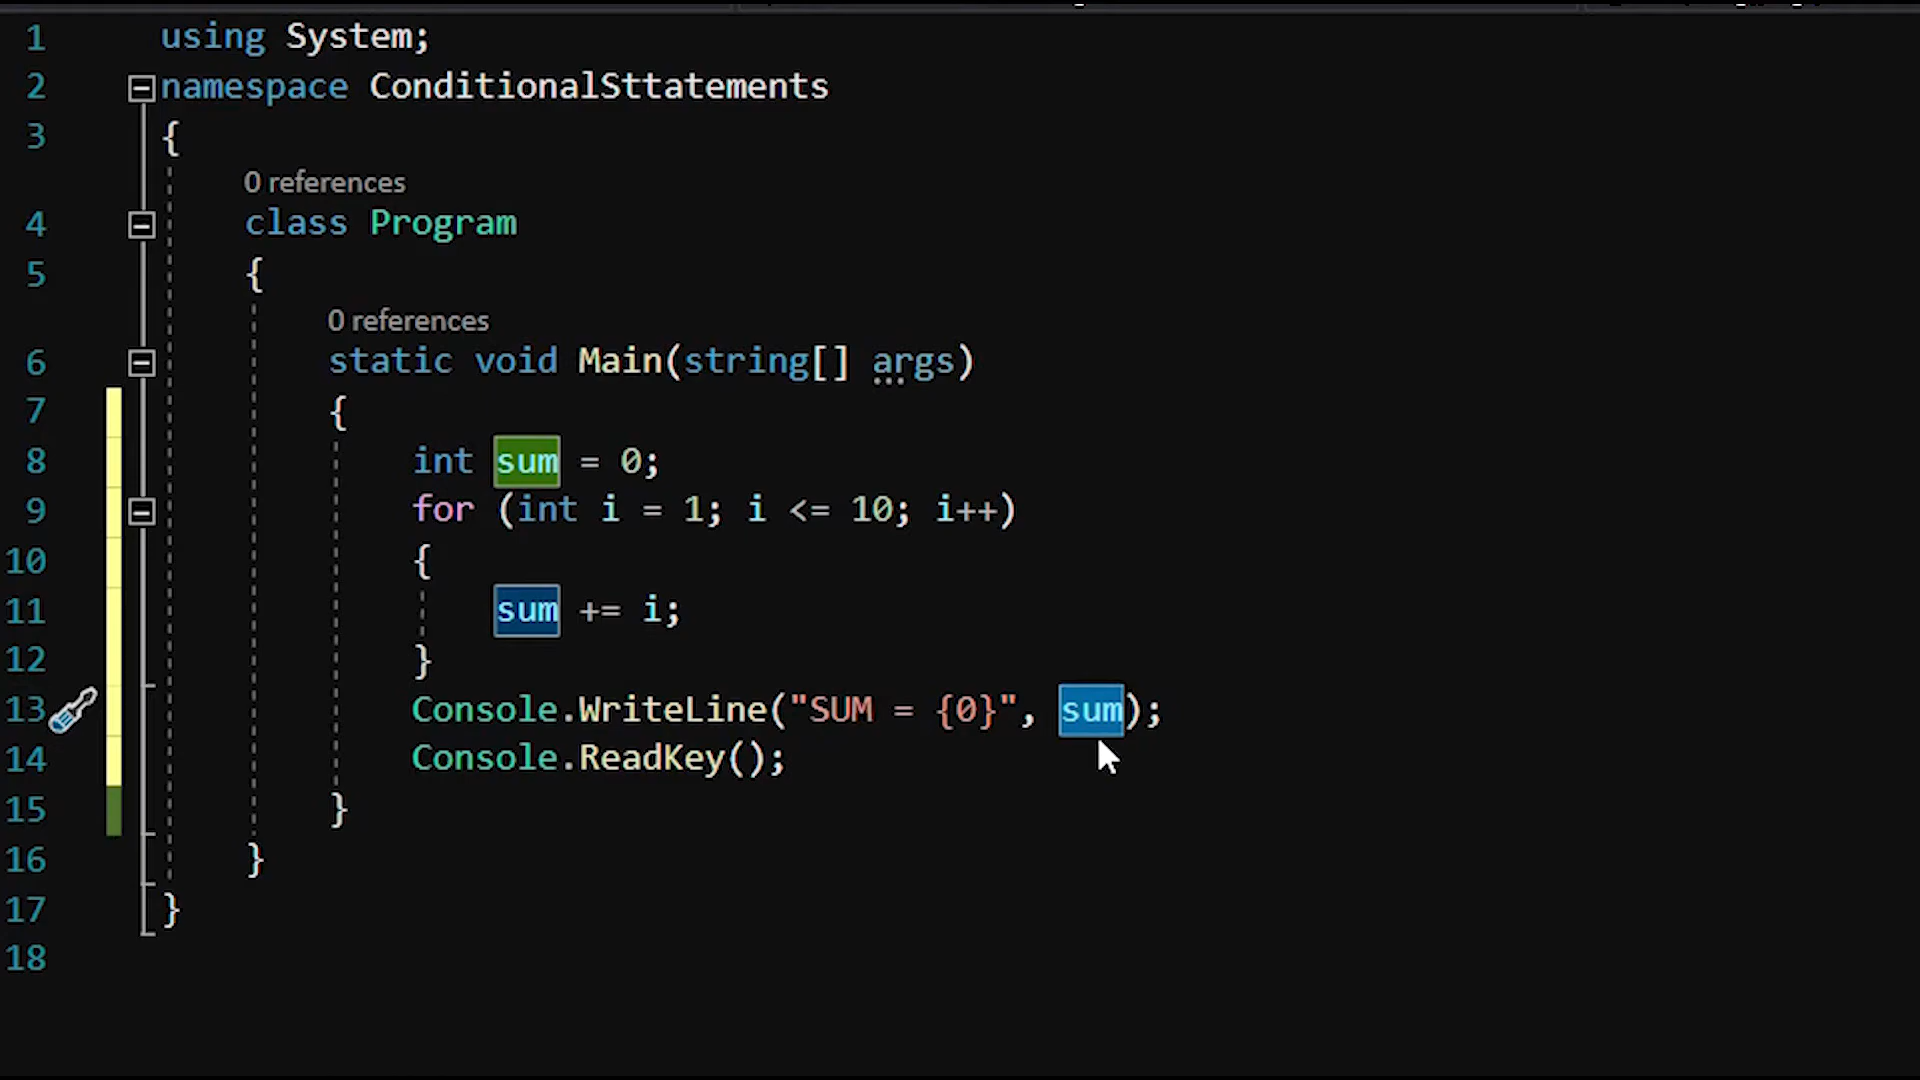 1 using System;
2 namespace ConditionalSttatements
3 {
0 references
4 class Program
5 {
0 references
6 static void Main(string[] args)
7 {
8 int sum = 0;
9 for (int i = 1; i <= 10; i++)
10 {
11 sum += i;
12 }
13 Console.WriteLine("SUM = {0}", sum);
14 Console.ReadKey();
15 }
16 }
17 }
18